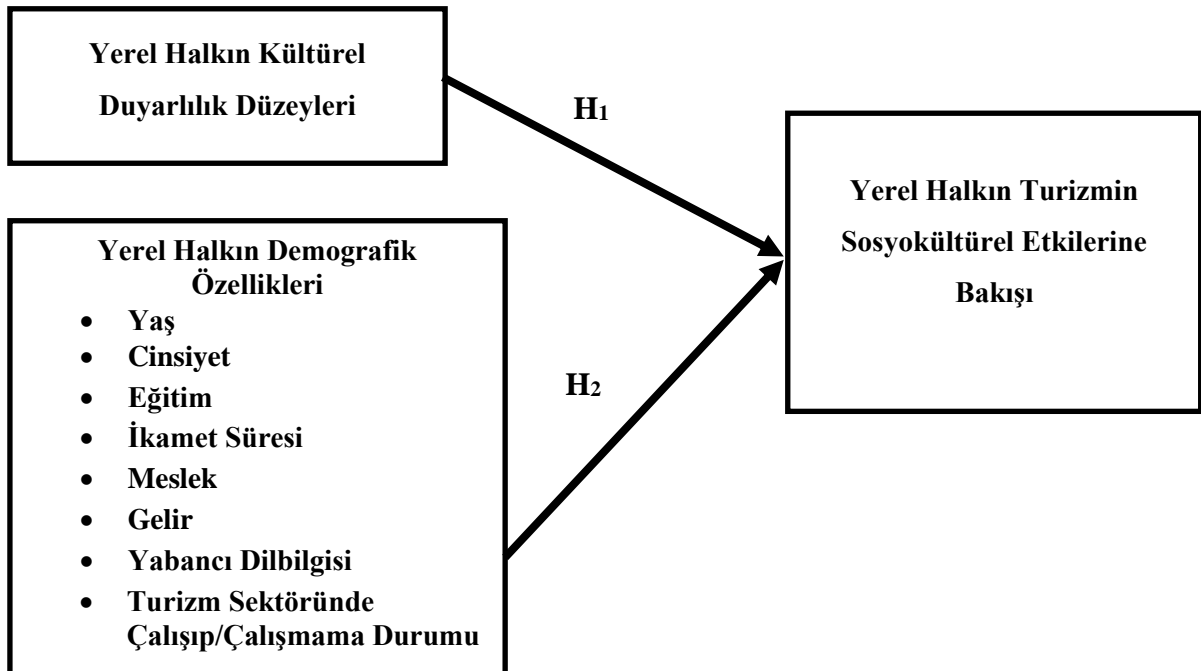 Yerel Halkın Kültürel
Duyarlılık Düzeyleri
H1
Yerel Halkın Turizmin
Sosyokültürel Etkilerine
Bakışı
Yerel Halkın Demografik
Özellikleri
• Yaş
• Cinsiyet
• Eğitim
• İkamet Süresi
• Meslek
• Gelir
• Yabancı Dilbilgisi
• Turizm Sektöründe
Çalışıp/Çalışmama Durumu
H2